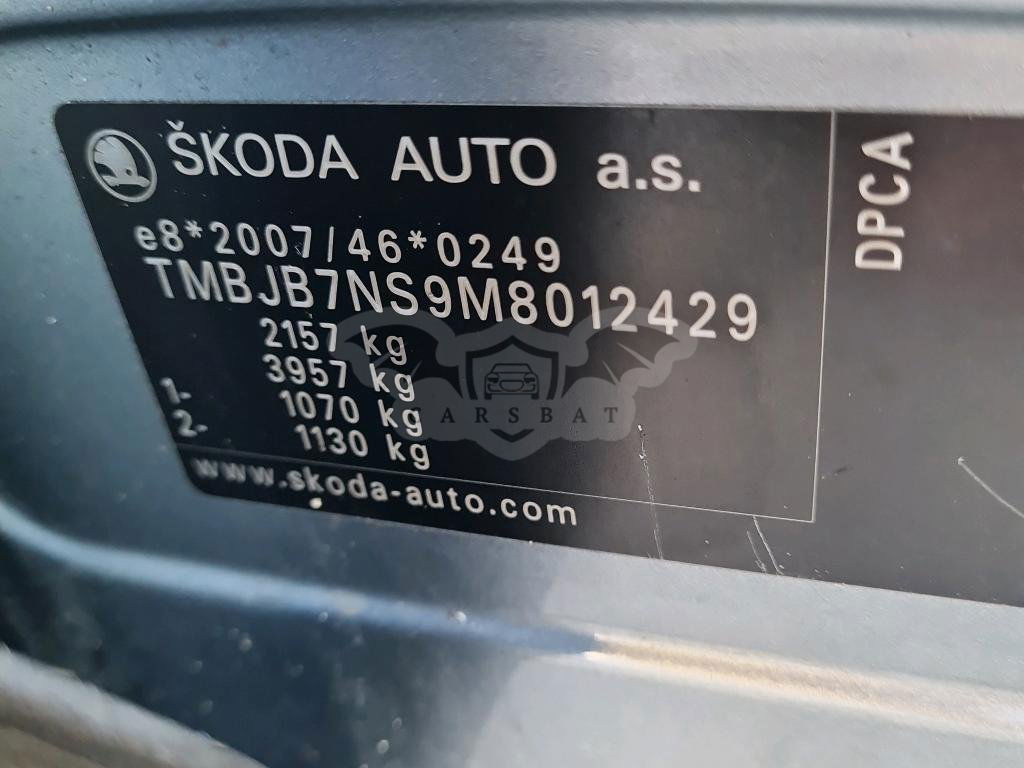 ŠKODA AUTO a.s.
e8*2007/46*0249
TMBJB7NS9M8012429
2157 kg
3957 kg
1- 1070 kg
2- 1130 kg
www.skoda-auto.com
DPCA
CARSBAT